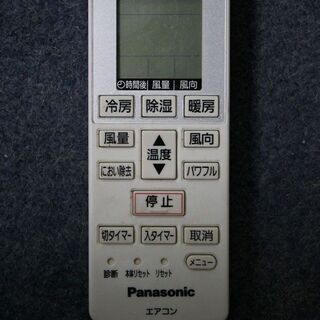 時間後 風量 風向
冷房 除湿 暖房
風量 温度 風向
におい除去 パワフル
停止
切タイマー 入タイマー 取消
診断 本体リセット リセット メニュー
Panasonic
エアコン